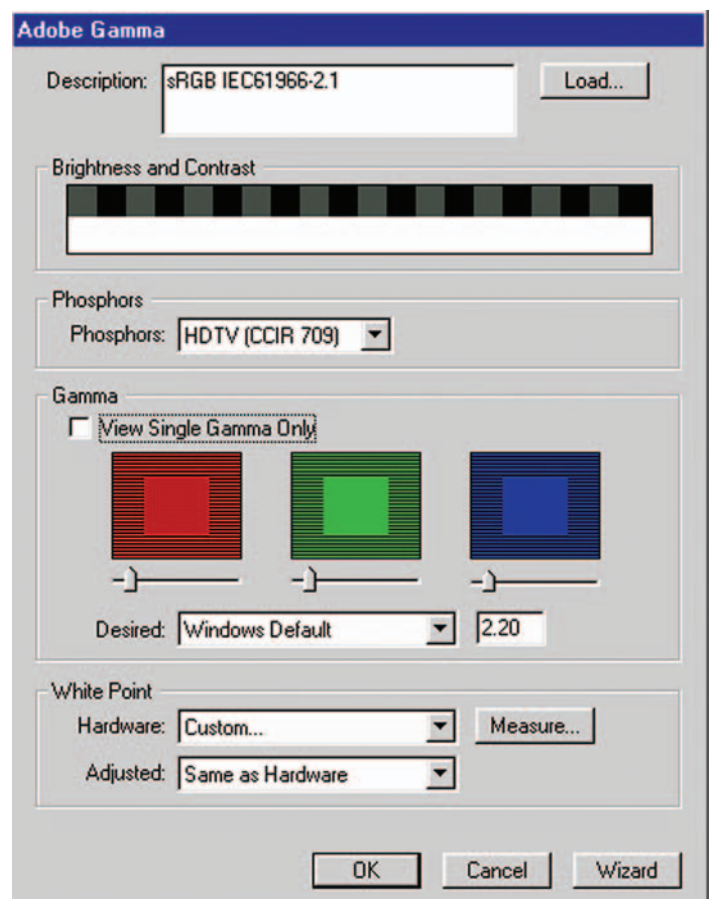 Adobe Gamma
Description: sRGB IEC61966-2.1 Load...
Brightness and Contrast
Phosphors
Phosphors: HDTV (CCIR 709)
Gamma
View Single Gamma Only
Desired: Windows Default 2.20
White Point
Hardware: Custom... Measure...
Adjusted: Same as Hardware
OK Cancel Wizard